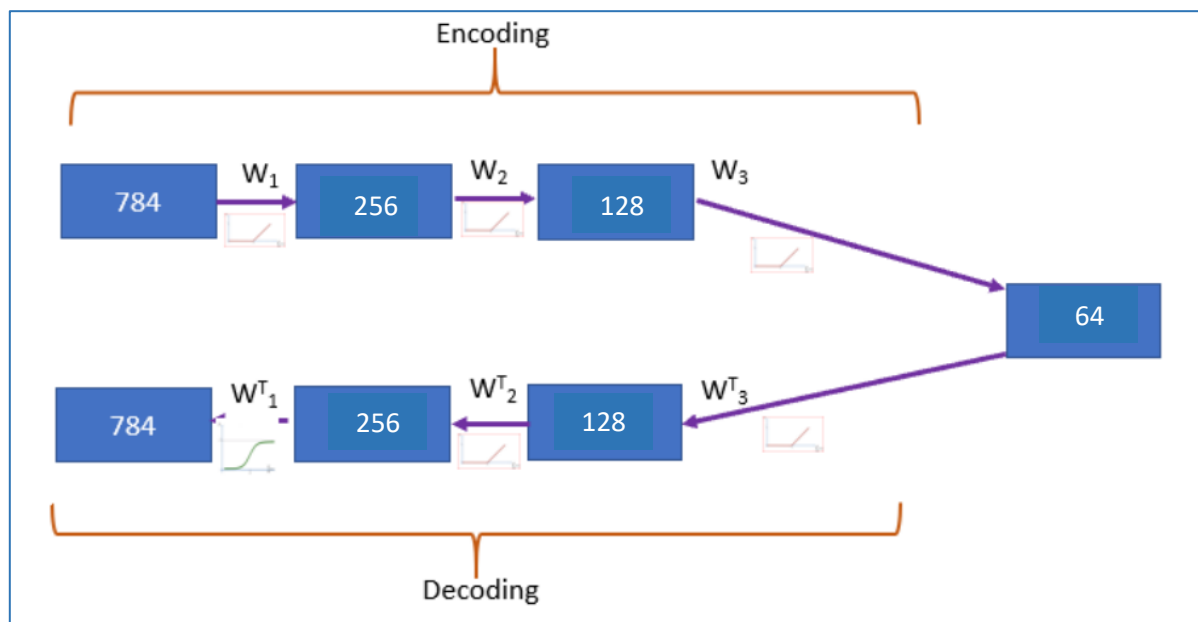 Encoding
784 W₁ 256 W₂ 128 W₃
64
784 Wᵀ₁ 256 Wᵀ₂ 128 Wᵀ₃
Decoding